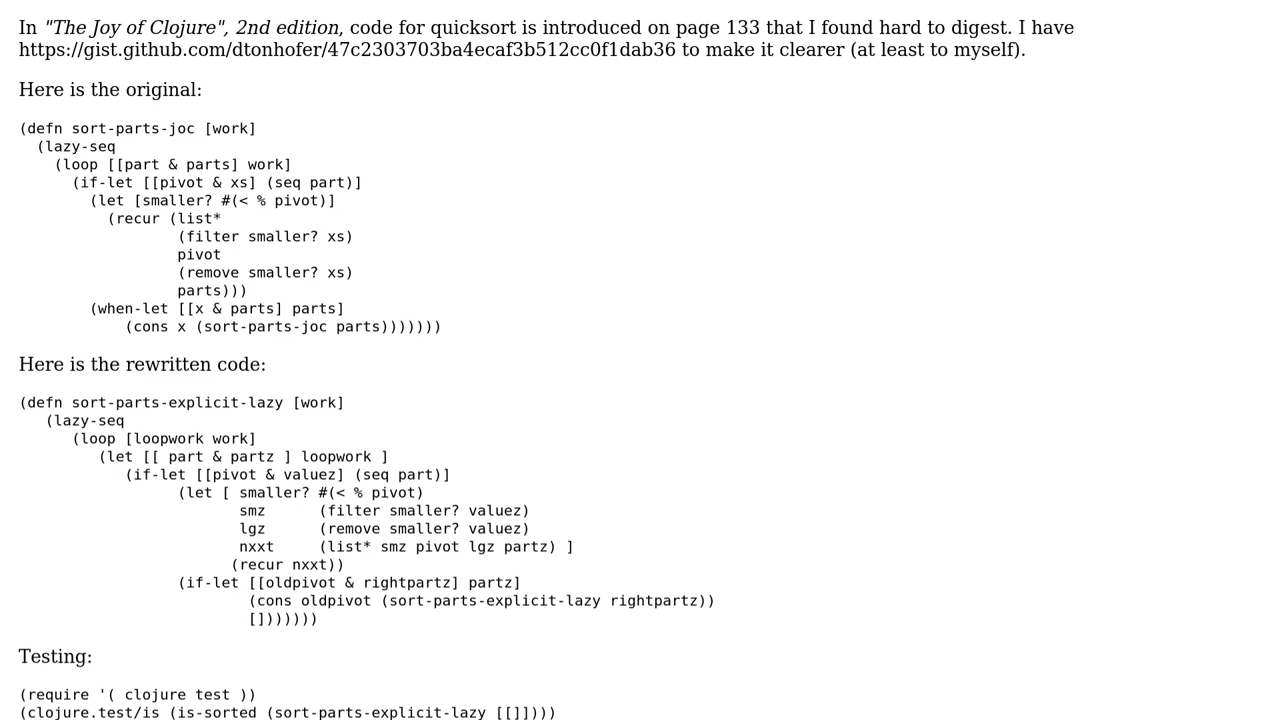 In "The Joy of Clojure", 2nd edition, code for quicksort is introduced on page 133 that I found hard to digest. I have
https://gist.github.com/dtonhofer/47c2303703ba4ecaf3b512cc0f1dab36 to make it clearer (at least to myself).
Here is the original:
(defn sort-parts-joc [work]
  (lazy-seq
    (loop [[part & parts] work]
      (if-let [[pivot & xs] (seq part)]
        (let [smaller? #(< % pivot)]
          (recur (list*
                  (filter smaller? xs)
                  pivot
                  (remove smaller? xs)
                  parts)))
        (when-let [[x & parts] parts]
            (cons x (sort-parts-joc parts)))))))
Here is the rewritten code:
(defn sort-parts-explicit-lazy [work]
   (lazy-seq
      (loop [loopwork work]
         (let [[ part & partz ] loopwork ]
            (if-let [[pivot & valuez] (seq part)]
                  (let [ smaller? #(< % pivot)
                         smz      (filter smaller? valuez)
                         lgz      (remove smaller? valuez)
                         nxxt     (list* smz pivot lgz partz) ]
                        (recur nxxt))
                  (if-let [[oldpivot & rightpartz] partz]
                          (cons oldpivot (sort-parts-explicit-lazy rightpartz))
                          []))))))
Testing:
(require '( clojure test ))
(clojure.test/is (is-sorted (sort-parts-explicit-lazy [[]])))